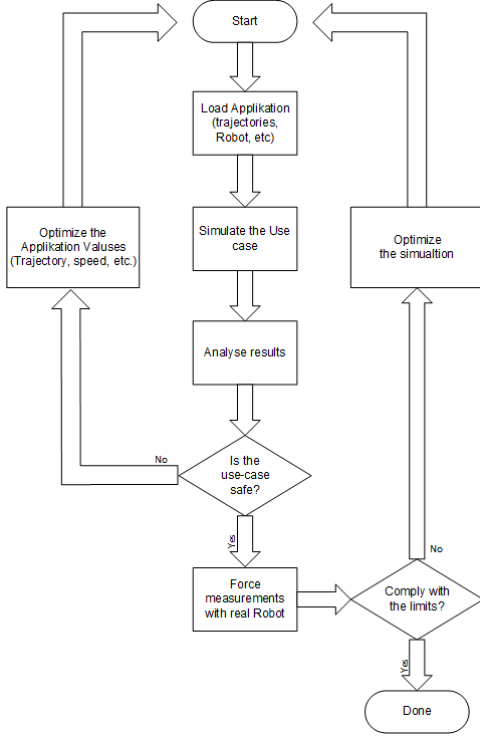 Start
Load Applikation
(trajectories,
Robot, etc)
Optimize the
Applikation Valuses
(Trajectory, speed, etc.)
Simulate the Use
case
Optimize
the simualtion
Analyse results
No
Is the
use-case
safe?
Yes
No
Force
measurements
with real Robot
Comply with
the limits?
Yes
Done